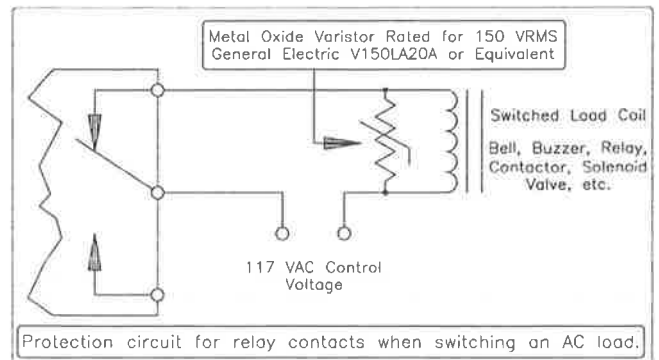 Metal Oxide Varistor Rated for 150 VRMS
General Electric V150LA20A or Equivalent
Switched Load Coil
Bell, Buzzer, Relay,
Contactor, Solenoid
Valve, etc.
117 VAC Control
Voltage
Protection circuit for relay contacts when switching an AC load.